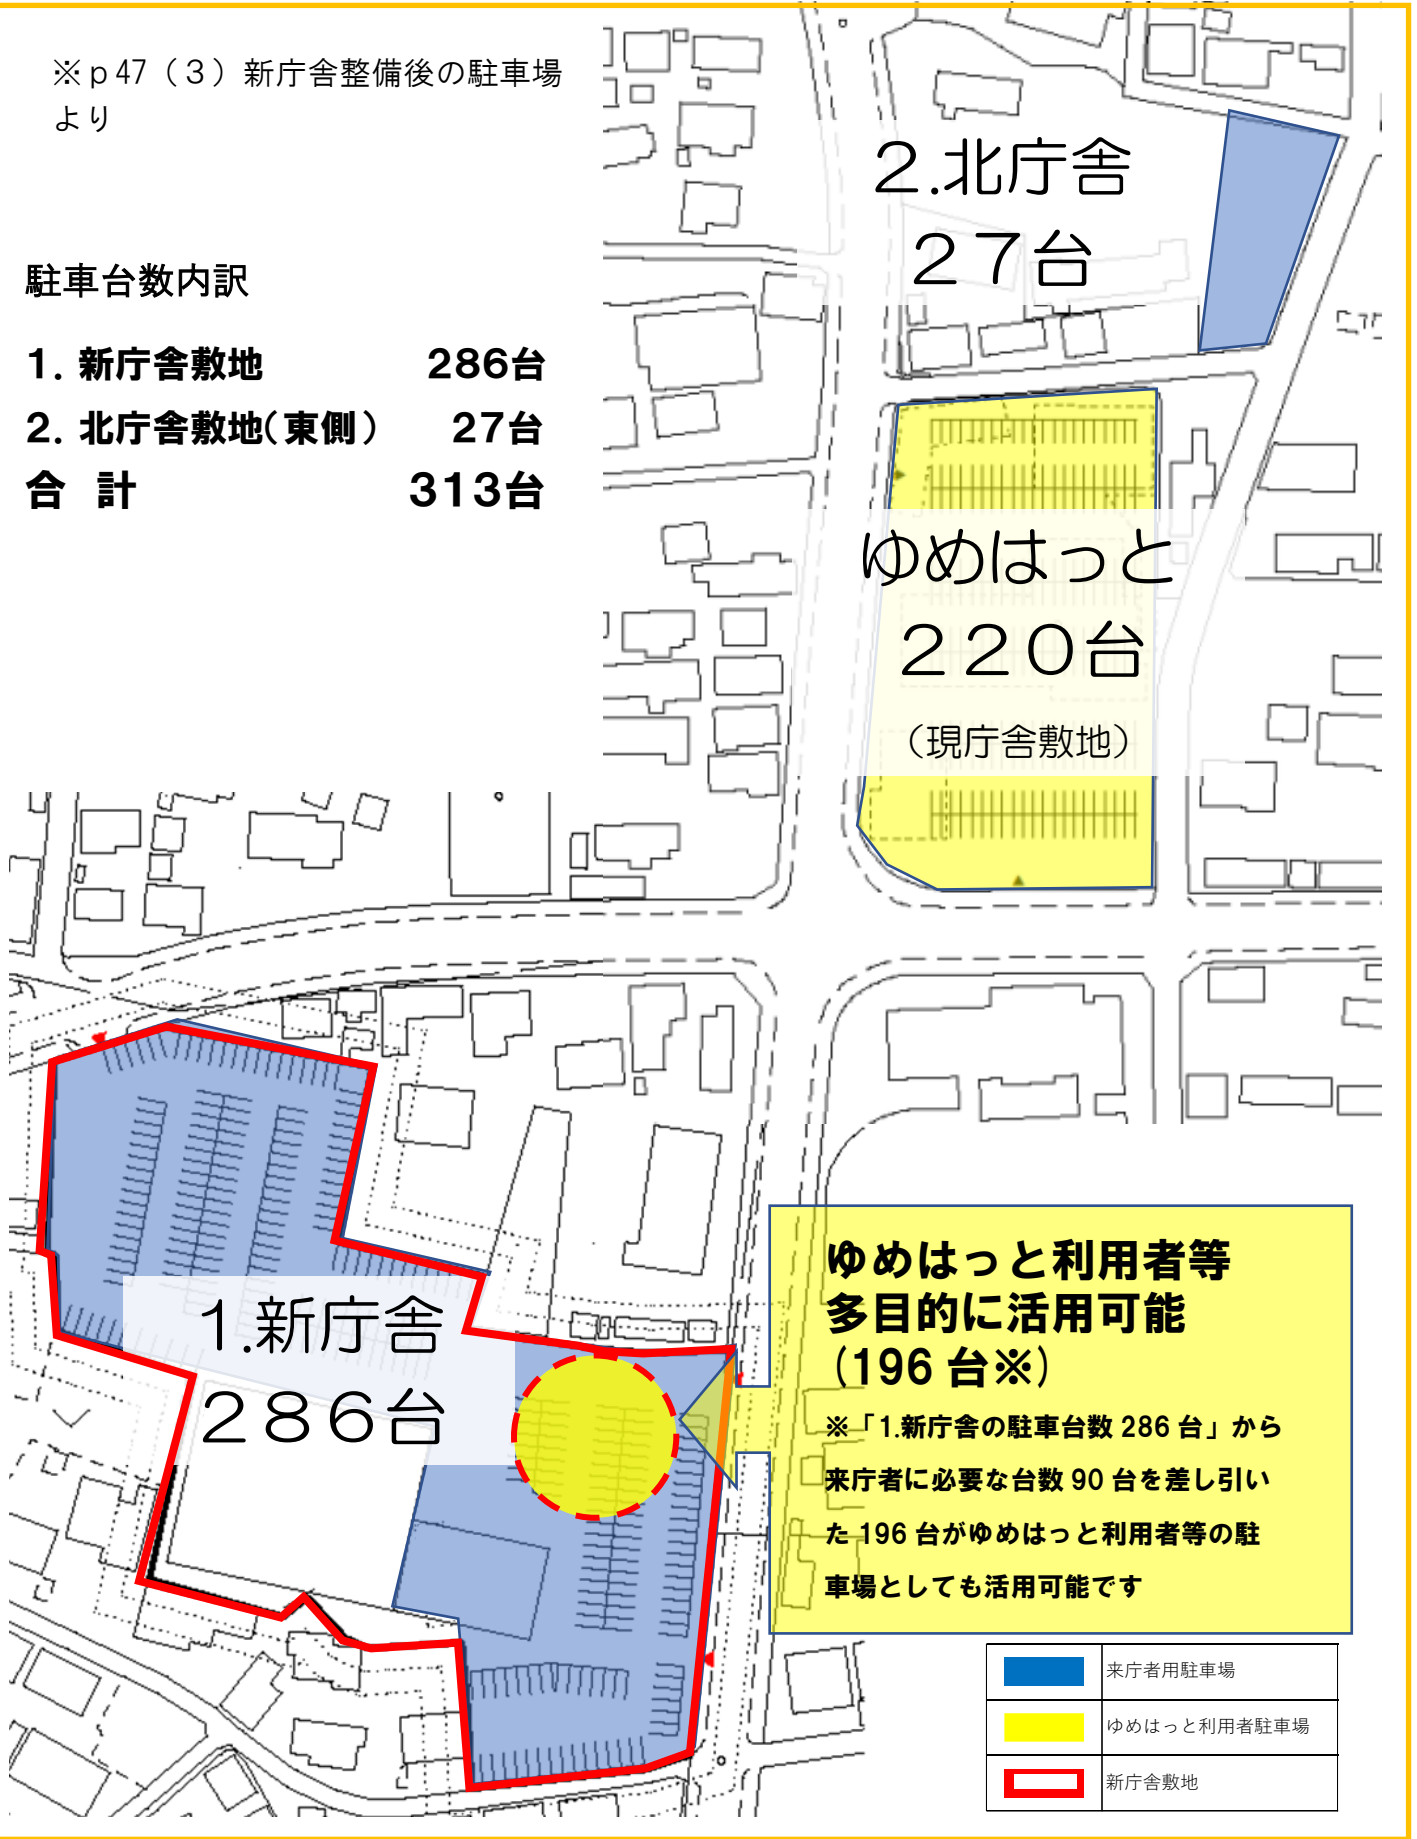 ※ｐ47（３）新庁舎整備後の駐車場
より
駐車台数内訳
1. 新庁舎敷地 286台
2. 北庁舎敷地(東側) 27台
合 計 313台
２.北庁舎
２７台
ゆめはっと
２２０台
（現庁舎敷地）
１.新庁舎
２８６台
ゆめはっと利用者等
多目的に活用可能
(196 台※)
※「1.新庁舎の駐車台数 286 台」から
来庁者に必要な台数 90 台を差し引い
た 196 台がゆめはっと利用者等の駐
車場としても活用可能です
来庁者用駐車場
ゆめはっと利用者駐車場
新庁舎敷地